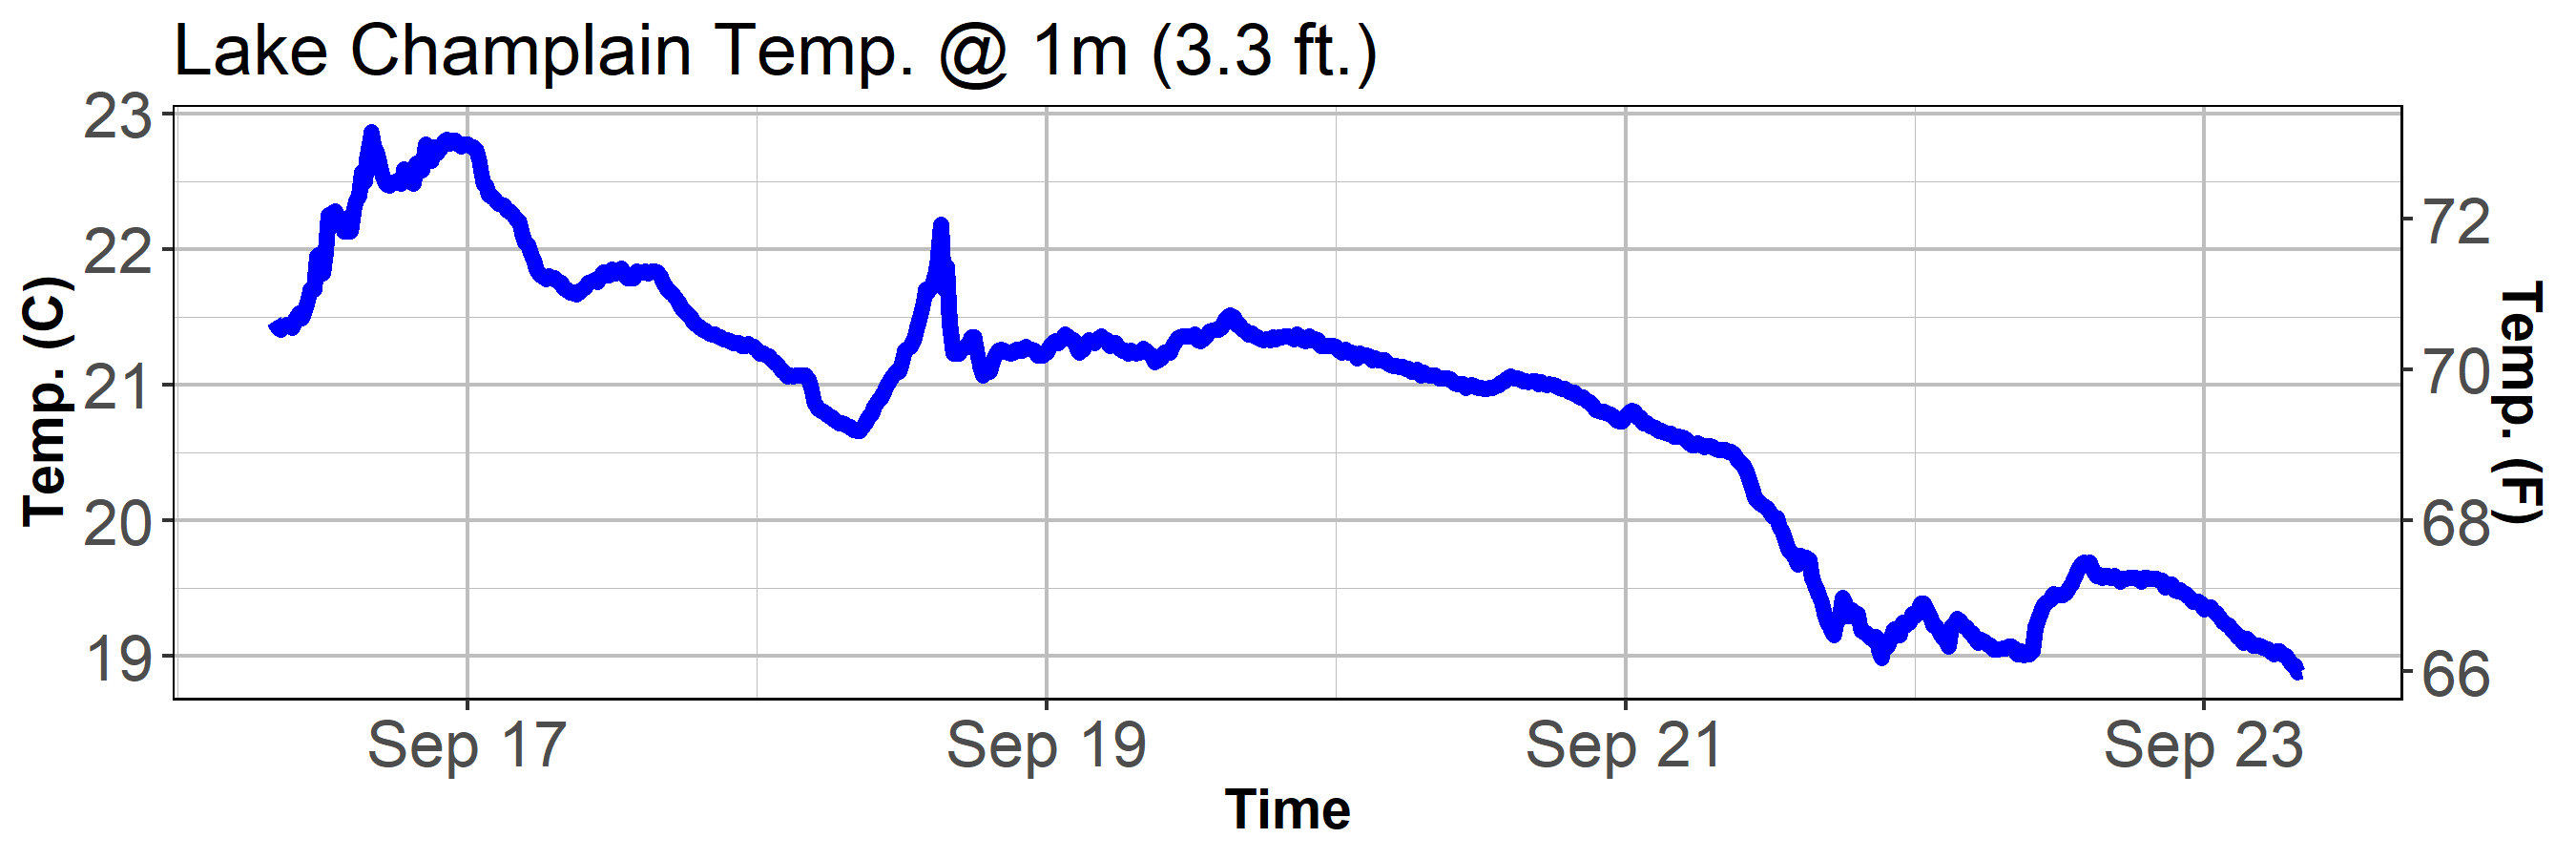 Lake Champlain Temp. @ 1m (3.3 ft.)
Temp. (C)
23
22
21
20
19
72
70
68
66
Temp. (F)
Sep 17
Sep 19
Sep 21
Sep 23
Time